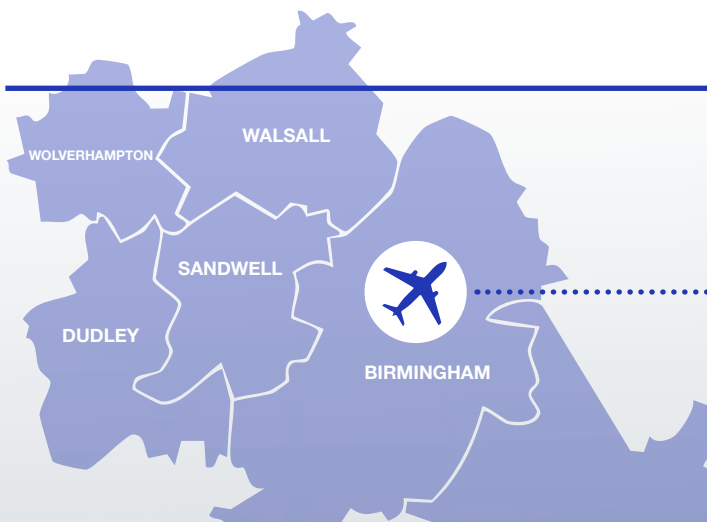 WALSALL
WOLVERHAMPTON
SANDWELL
DUDLEY
BIRMINGHAM